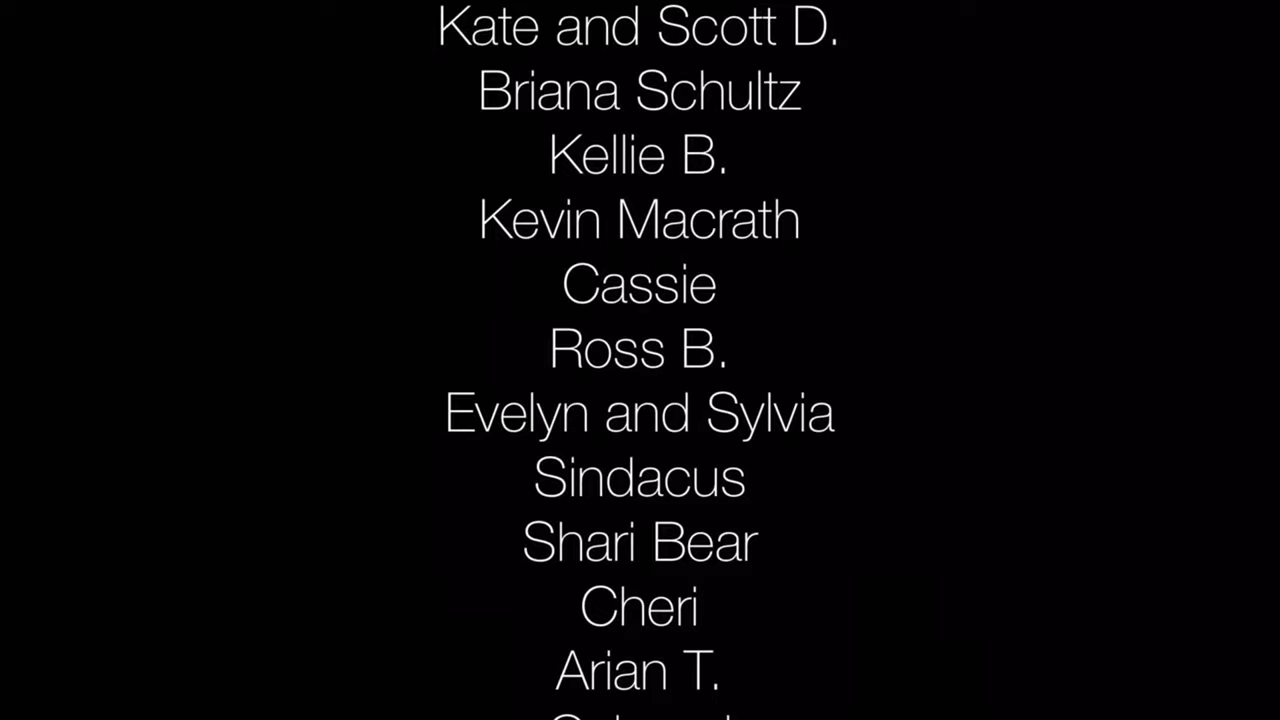 Kate and Scott D.
Briana Schultz
Kellie B.
Kevin Macrath
Cassie
Ross B.
Evelyn and Sylvia
Sindacus
Shari Bear
Cheri
Arian T.